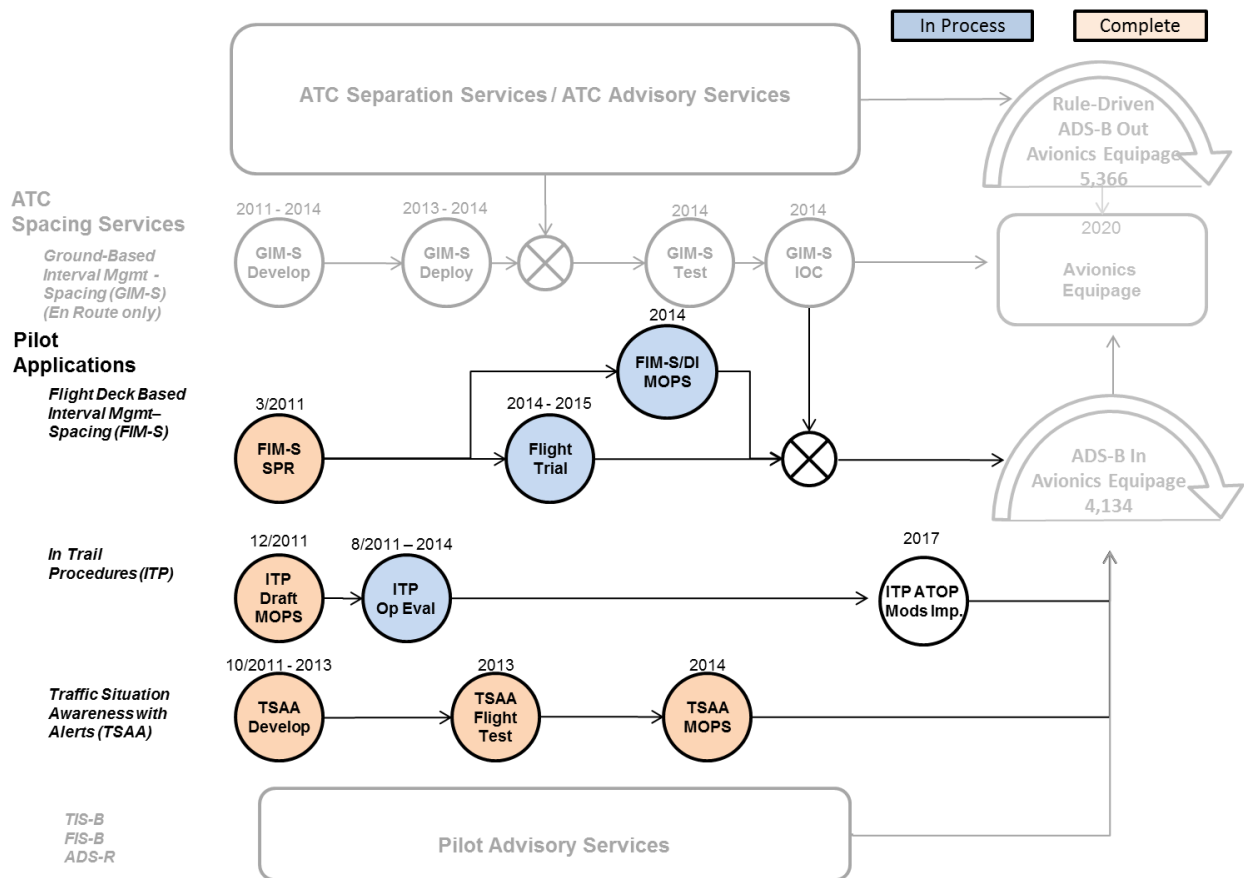 In Process
Complete
ATC Separation Services / ATC Advisory Services
Rule-Driven
ADS-B Out
Avionics Equipage
5,366
ATC
Spacing Services
Ground-Based
Interval Mgmt -
Spacing (GIM-S)
(En Route only)
2011 - 2014
GIM-S
Develop
2013 - 2014
GIM-S
Deploy
2014
GIM-S
Test
2014
GIM-S
IOC
2020
Avionics
Equipage
Pilot
Applications
Flight Deck Based
Interval Mgmt–
Spacing (FIM-S)
3/2011
FIM-S
SPR
2014
FIM-S/DI
MOPS
2014 - 2015
Flight
Trial
ADS-B In
Avionics Equipage
4,134
In Trail
Procedures (ITP)
12/2011
ITP
Draft
MOPS
8/2011 – 2014
ITP
Op Eval
2017
ITP ATOP
Mods Imp.
Traffic Situation
Awareness with
Alerts (TSAA)
10/2011 - 2013
TSAA
Develop
2013
TSAA
Flight
Test
2014
TSAA
MOPS
TIS-B
FIS-B
ADS-R
Pilot Advisory Services